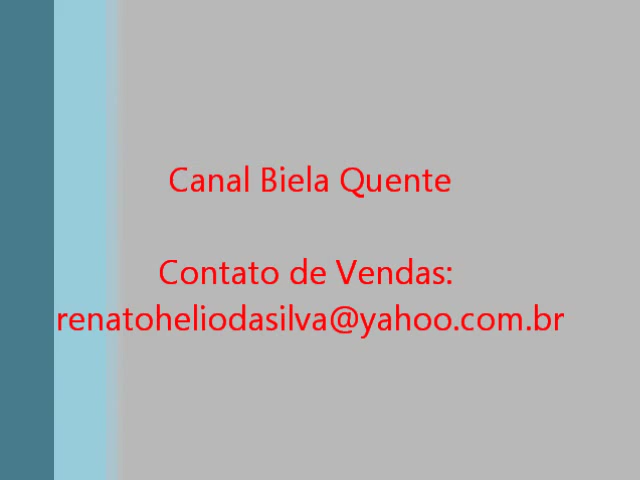 Canal Biela Quente
Contato de Vendas:
renatoheliodasilva@yahoo.com.br